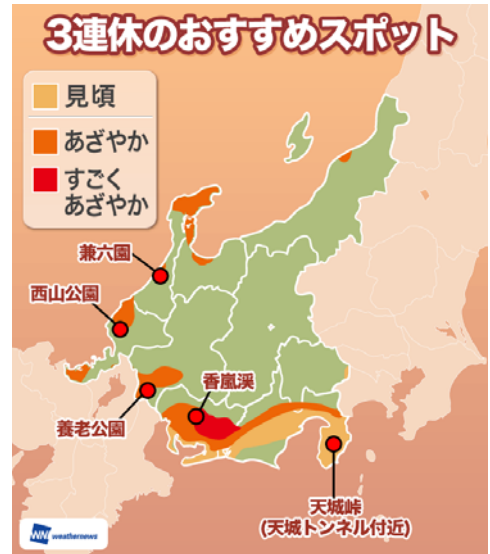 3連休のおすすめスポット
見頃
あざやか
すごく
あざやか
兼六園
西山公園
香嵐渓
養老公園
天城峠
(天城トンネル付近)
WN weathernews